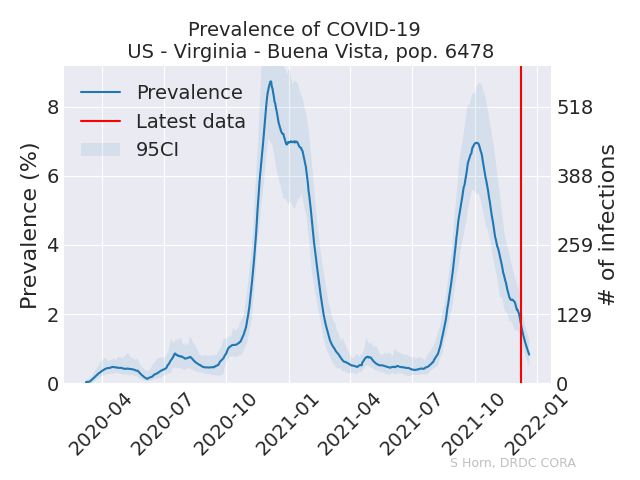 Prevalence of COVID-19
US - Virginia - Buena Vista, pop. 6478
Prevalence
Latest data
95CI
Prevalence (%)
8
6
4
2
0
518
388
259
129
0
# of infections
2020-04
2020-07
2020-10
2021-01
2021-04
2021-07
2021-10
2022-01
S Horn, DRDC CORA